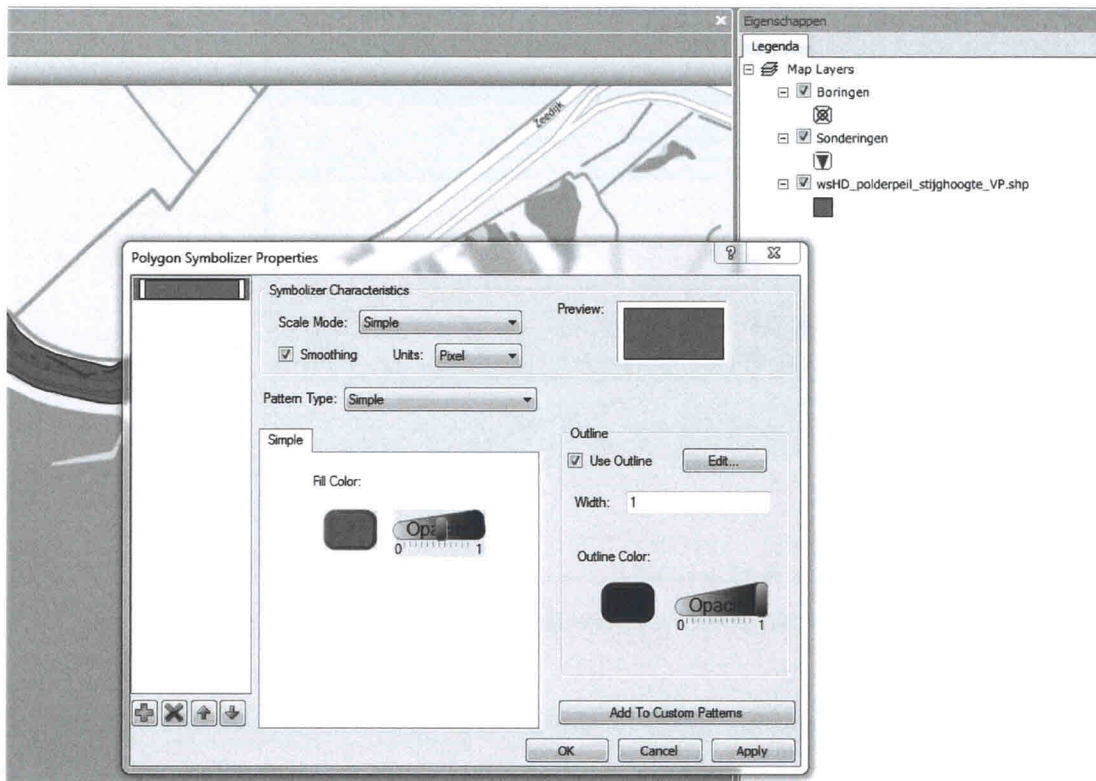 Eigenschappen
Legenda
Map Layers
Boringen
Sonderingen
wsHD_polderpeil_stijghoogte_VP.shp
Zeedijk
Polygon Symbolizer Properties
?
Symbolizer Characteristics
Scale Mode: Simple
Smoothing Units: Pixel
Preview:
Pattern Type: Simple
Simple
Fill Color:
0 1
Outline
Use Outline Edit...
Width: 1
Outline Color:
0 1
Add To Custom Patterns
OK Cancel Apply